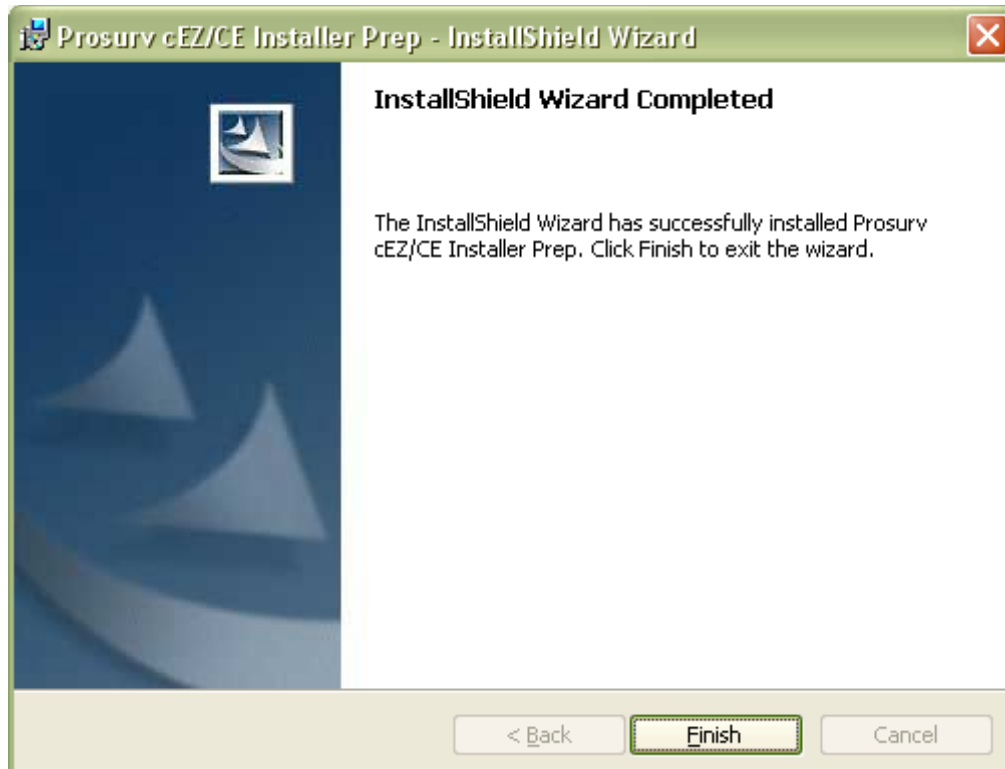 Prosurv cEZ/CE Installer Prep - InstallShield Wizard
InstallShield Wizard Completed
The InstallShield Wizard has successfully installed Prosurv
cEZ/CE Installer Prep. Click Finish to exit the wizard.
< Back
Finish
Cancel